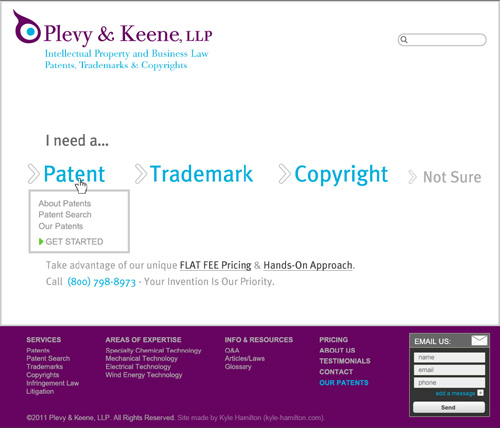 Plevy & Keene, LLP
Intellectual Property and Business Law
Patents, Trademarks & Copyrights
I need a...
Patent
Trademark
Copyright
Not Sure
About Patents
Patent Search
Our Patents
GET STARTED
Take advantage of our unique FLAT FEE Pricing & Hands-On Approach.
Call (800) 798-8973 - Your Invention Is Our Priority.
SERVICES
Patents
Patent Search
Trademarks
Copyrights
Infringement Law
Litigation
AREAS OF EXPERTISE
Specialty Chemical Technology
Mechanical Technology
Electrical Technology
Wind Energy Technology
INFO & RESOURCES
Q&A
Articles/Laws
Glossary
PRICING
ABOUT US
TESTIMONIALS
CONTACT
OUR PATENTS
EMAIL US:
name
email
phone
add a message +
Send
©2011 Plevy & Keene, LLP. All Rights Reserved. Site made by Kyle Hamilton (kyle-hamilton.com).